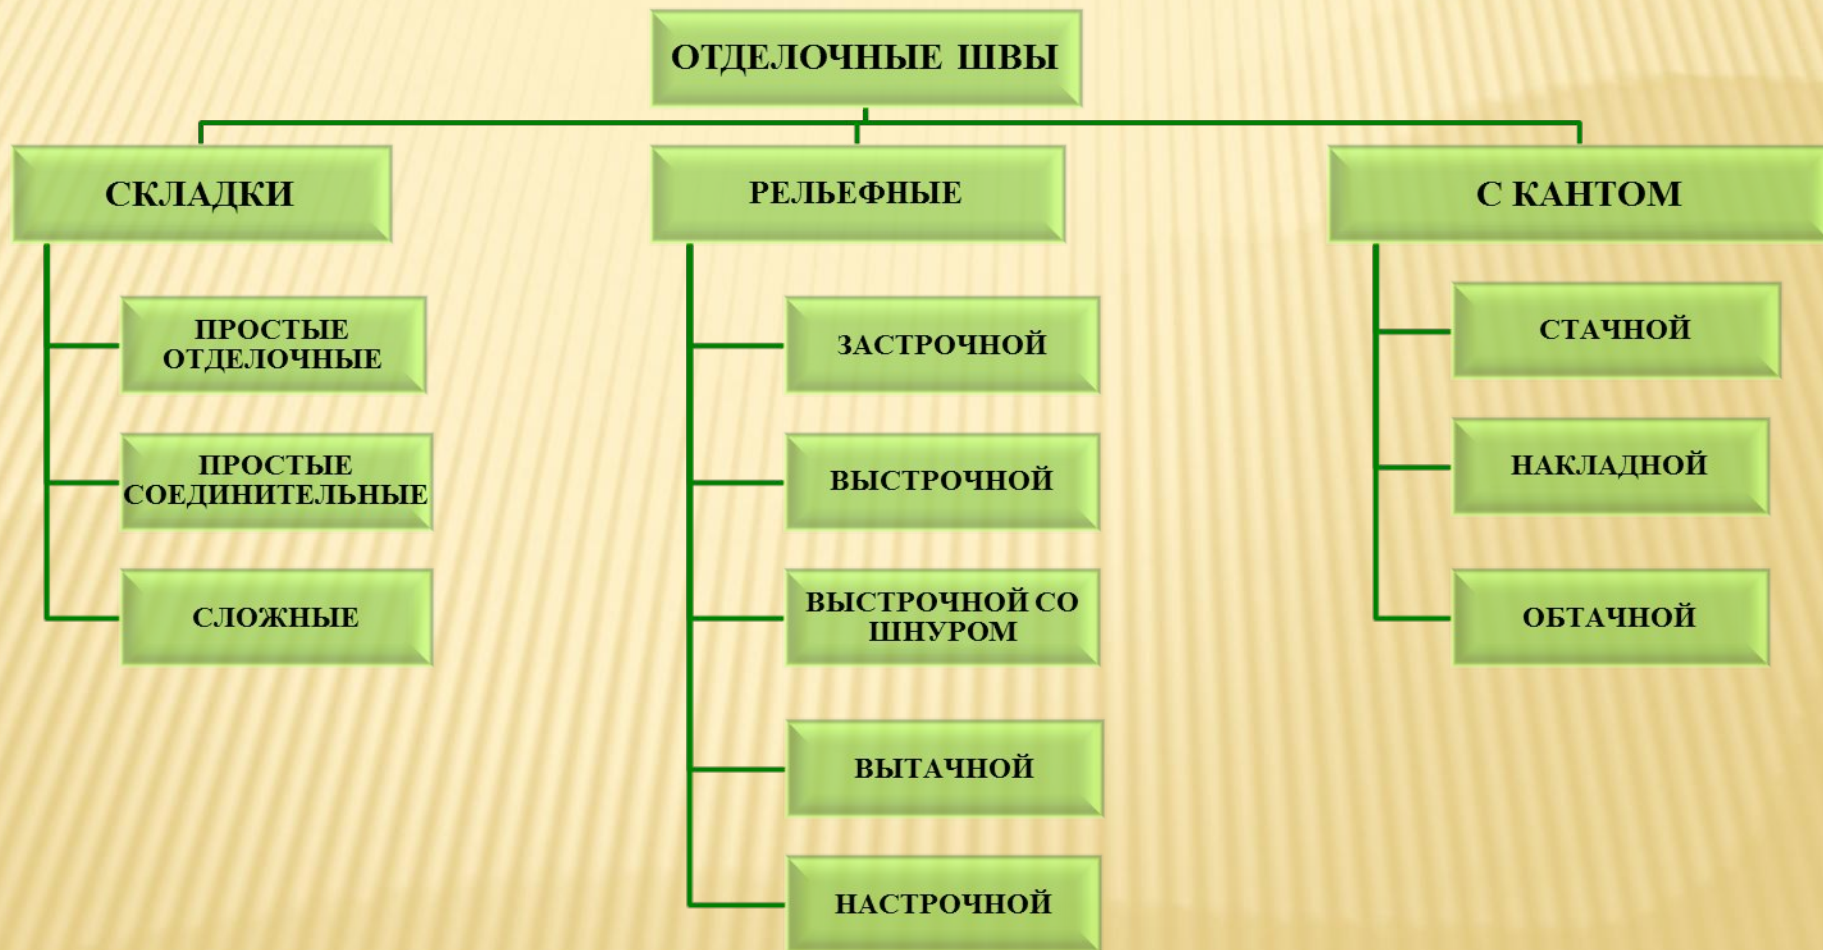 ОТДЕЛОЧНЫЕ ШВЫ
СКЛАДКИ
ПРОСТЫЕ
ОТДЕЛОЧНЫЕ
ПРОСТЫЕ
СОЕДИНИТЕЛЬНЫЕ
СЛОЖНЫЕ
РЕЛЬЕФНЫЕ
ЗАСТРОЧНОЙ
ВЫСТРОЧНОЙ
ВЫСТРОЧНОЙ СО
ШНУРОМ
ВЫТАЧНОЙ
НАСТРОЧНОЙ
С КАНТОМ
СТАЧНОЙ
НАКЛАДНОЙ
ОБТАЧНОЙ